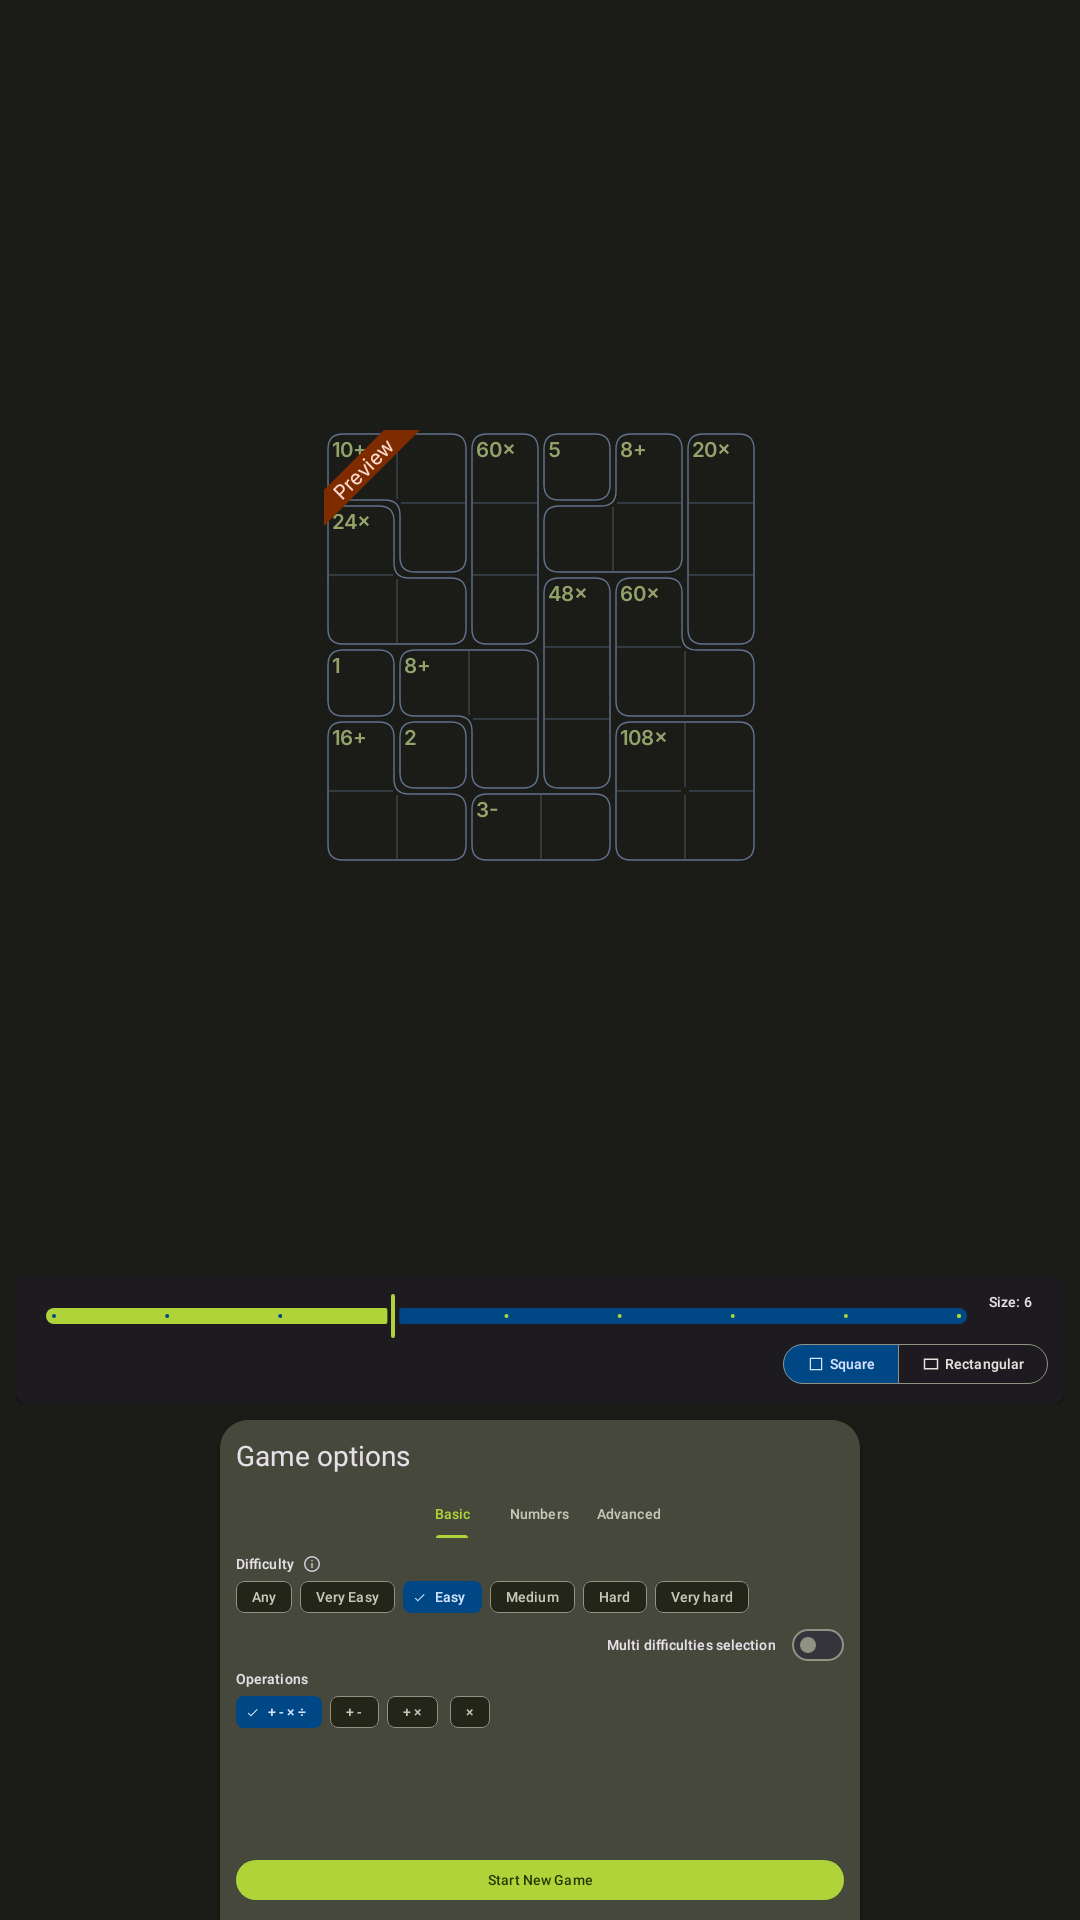 10+ 60× 5 8+ 20×
Preview
24×
48× 60×
1 8+
16+ 2 108×
3-
Size: 6
Square Rectangular
Game options
Basic Numbers Advanced
Difficulty
Any Very Easy Easy Medium Hard Very hard
Multi difficulties selection
Operations
+ - × ÷ + - + × ×
Start New Game